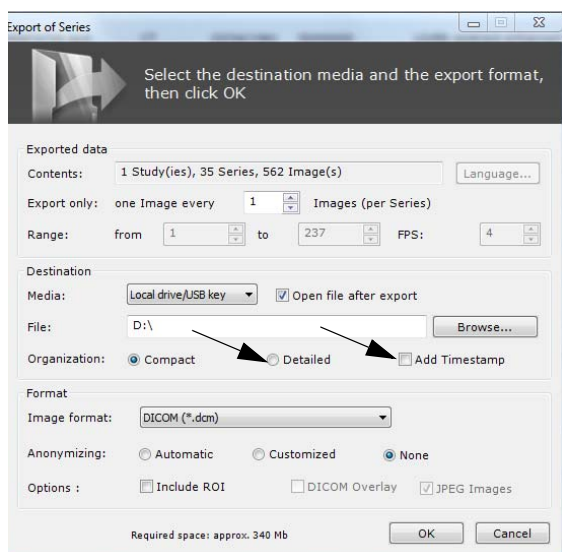 Export of Series
Select the destination media and the export format,
then click OK
Exported data
Contents: 1 Study(ies), 35 Series, 562 Image(s) Language...
Export only: one Image every 1 Images (per Series)
Range: from 1 to 237 FPS: 4
Destination
Media: Local drive/USB key Open file after export
File: D:\ Browse...
Organization: Compact Detailed Add Timestamp
Format
Image format: DICOM (*.dcm)
Anonymizing: Automatic Customized None
Options : Include ROI DICOM Overlay JPEG Images
Required space: approx. 340 Mb OK Cancel